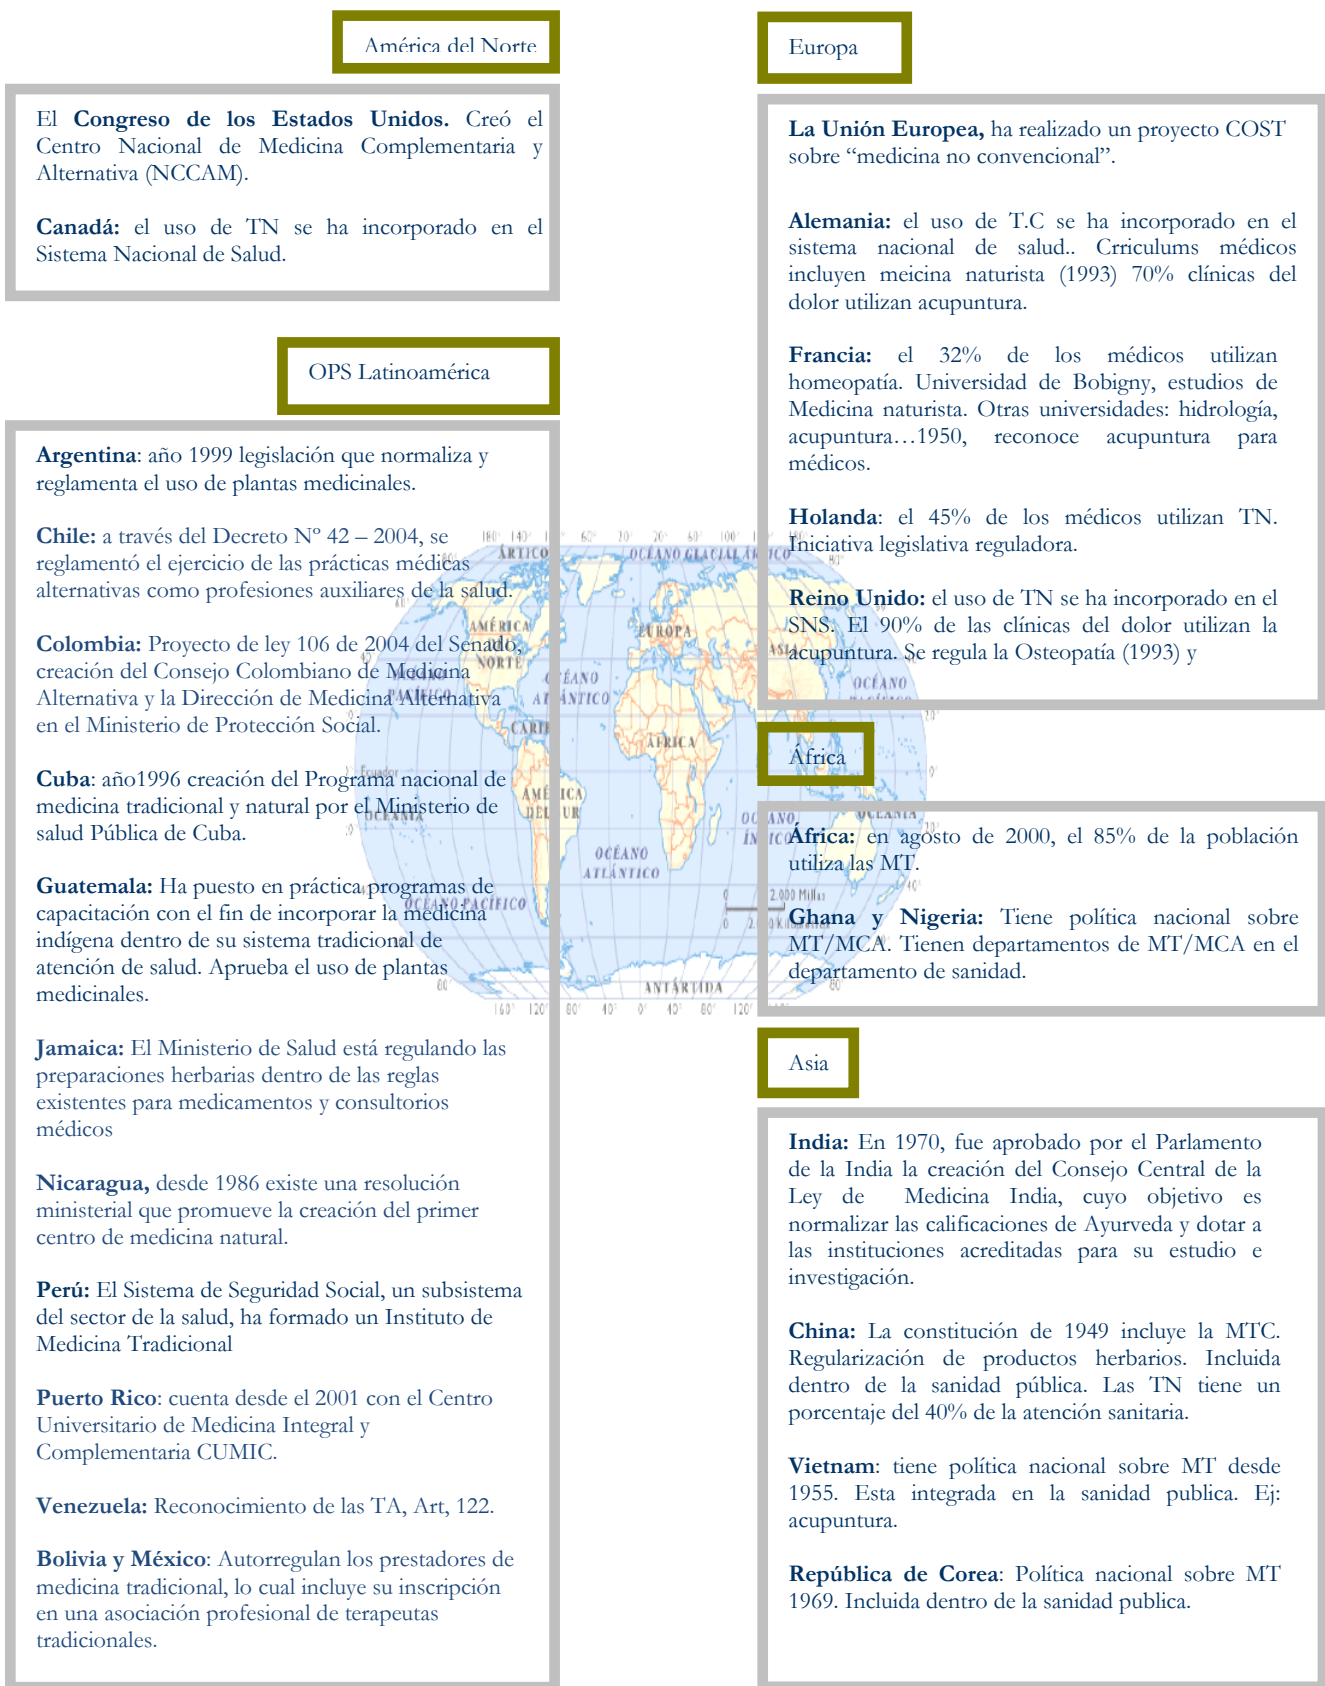 América del Norte
El Congreso de los Estados Unidos. Creó el
Centro Nacional de Medicina Complementaria y
Alternativa (NCCAM).
Canadá: el uso de TN se ha incorporado en el
Sistema Nacional de Salud.
OPS Latinoamérica
Argentina: año 1999 legislación que normaliza y
reglamenta el uso de plantas medicinales.
Chile: a través del Decreto Nº 42 – 2004, se
reglamentó el ejercicio de las prácticas médicas
alternativas como profesiones auxiliares de la salud.
Colombia: Proyecto de ley 106 de 2004 del Senado,
creación del Consejo Colombiano de Medicina
Alternativa y la Dirección de Medicina Alternativa
en el Ministerio de Protección Social.
Cuba: año1996 creación del Programa nacional de
medicina tradicional y natural por el Ministerio de
salud Pública de Cuba.
Guatemala: Ha puesto en práctica programas de
capacitación con el fin de incorporar la medicina
indígena dentro de su sistema tradicional de
atención de salud. Aprueba el uso de plantas
medicinales.
Jamaica: El Ministerio de Salud está regulando las
preparaciones herbarias dentro de las reglas
existentes para medicamentos y consultorios
médicos
Nicaragua, desde 1986 existe una resolución
ministerial que promueve la creación del primer
centro de medicina natural.
Perú: El Sistema de Seguridad Social, un subsistema
del sector de la salud, ha formado un Instituto de
Medicina Tradicional
Puerto Rico: cuenta desde el 2001 con el Centro
Universitario de Medicina Integral y
Complementaria CUMIC.
Venezuela: Reconocimiento de las TA, Art, 122.
Bolivia y México: Autorregulan los prestadores de
medicina tradicional, lo cual incluye su inscripción
en una asociación profesional de terapeutas
tradicionales.
Europa
La Unión Europea, ha realizado un proyecto COST
sobre “medicina no convencional”.
Alemania: el uso de T.C se ha incorporado en el
sistema nacional de salud.. Crriculums médicos
incluyen meicina naturista (1993) 70% clínicas del
dolor utilizan acupuntura.
Francia: el 32% de los médicos utilizan
homeopatía. Universidad de Bobigny, estudios de
Medicina naturista. Otras universidades: hidrología,
acupuntura…1950, reconoce acupuntura para
médicos.
Holanda: el 45% de los médicos utilizan TN.
Iniciativa legislativa reguladora.
Reino Unido: el uso de TN se ha incorporado en el
SNS. El 90% de las clínicas del dolor utilizan la
acupuntura. Se regula la Osteopatía (1993) y
África
África: en agosto de 2000, el 85% de la población
utiliza las MT.
Ghana y Nigeria: Tiene política nacional sobre
MT/MCA. Tienen departamentos de MT/MCA en el
departamento de sanidad.
Asia
India: En 1970, fue aprobado por el Parlamento
de la India la creación del Consejo Central de la
Ley de Medicina India, cuyo objetivo es
normalizar las calificaciones de Ayurveda y dotar a
las instituciones acreditadas para su estudio e
investigación.
China: La constitución de 1949 incluye la MTC.
Regularización de productos herbarios. Incluida
dentro de la sanidad pública. Las TN tiene un
porcentaje del 40% de la atención sanitaria.
Vietnam: tiene política nacional sobre MT desde
1955. Esta integrada en la sanidad publica. Ej:
acupuntura.
República de Corea: Política nacional sobre MT
1969. Incluida dentro de la sanidad publica.
EUROPA
ÁFRICA
OCÉANO
ATLÁNTICO
OCÉANO PACÍFICO
ANTÁRTIDA